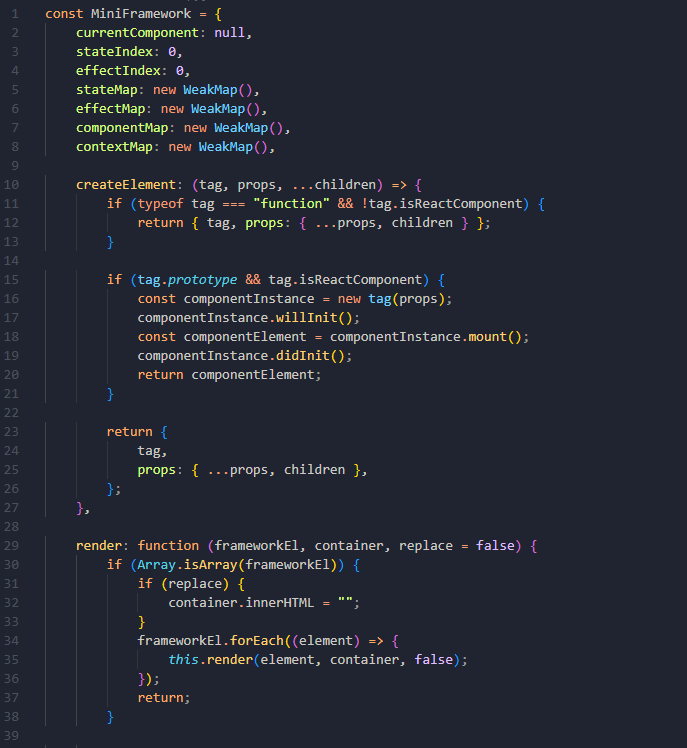 1 const MiniFramework = {
2 currentComponent: null,
3 stateIndex: 0,
4 effectIndex: 0,
5 stateMap: new WeakMap(),
6 effectMap: new WeakMap(),
7 componentMap: new WeakMap(),
8 contextMap: new WeakMap(),
9
10 createElement: (tag, props, ...children) => {
11 if (typeof tag === "function" && !tag.isReactComponent) {
12 return { tag, props: { ...props, children } };
13 }
14
15 if (tag.prototype && tag.isReactComponent) {
16 const componentInstance = new tag(props);
17 componentInstance.willInit();
18 const componentElement = componentInstance.mount();
19 componentInstance.didInit();
20 return componentElement;
21 }
22
23 return {
24 tag,
25 props: { ...props, children },
26 };
27 },
28
29 render: function (frameworkEl, container, replace = false) {
30 if (Array.isArray(frameworkEl)) {
31 if (replace) {
32 container.innerHTML = "";
33 }
34 frameworkEl.forEach((element) => {
35 this.render(element, container, false);
36 });
37 return;
38 }
39